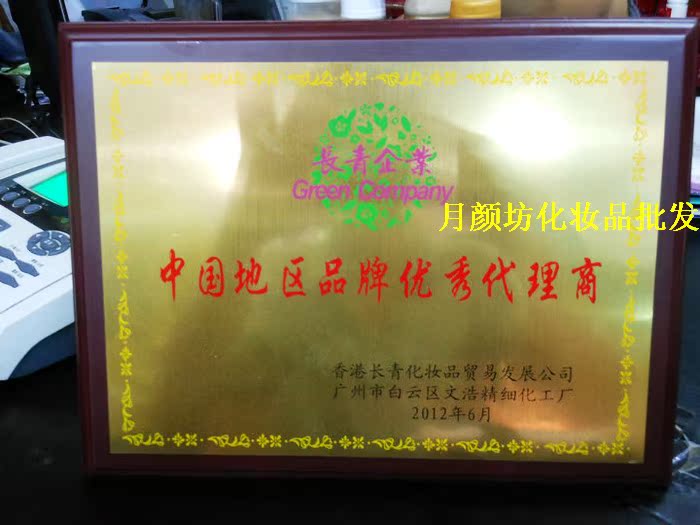 長青企業
Green Company
月颜坊化妆品批发
中国地区品牌优秀代理商
香港长青化妆品贸易发展公司
广州市白云区文浩精细化工厂
2012年6月